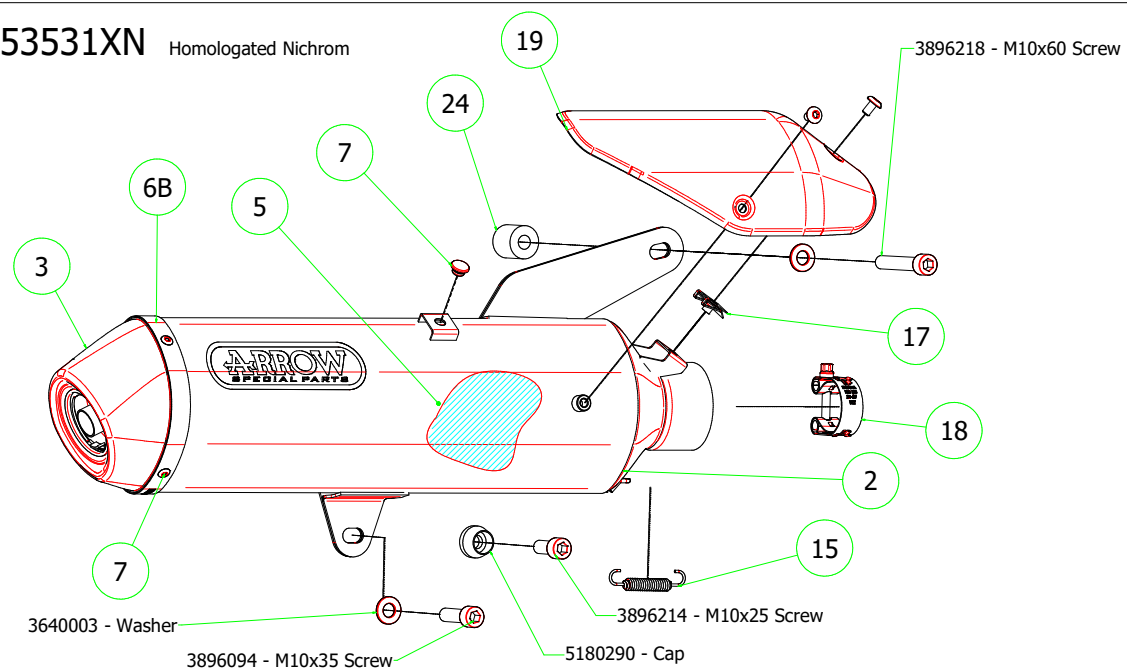 53531XN Homologated Nichrom
19
3896218 - M10x60 Screw
24
7
6B
5
3
17
ARROW
SPECIAL PARTS
18
2
15
7
3640003 - Washer
3896214 - M10x25 Screw
3896094 - M10x35 Screw
5180290 - Cap